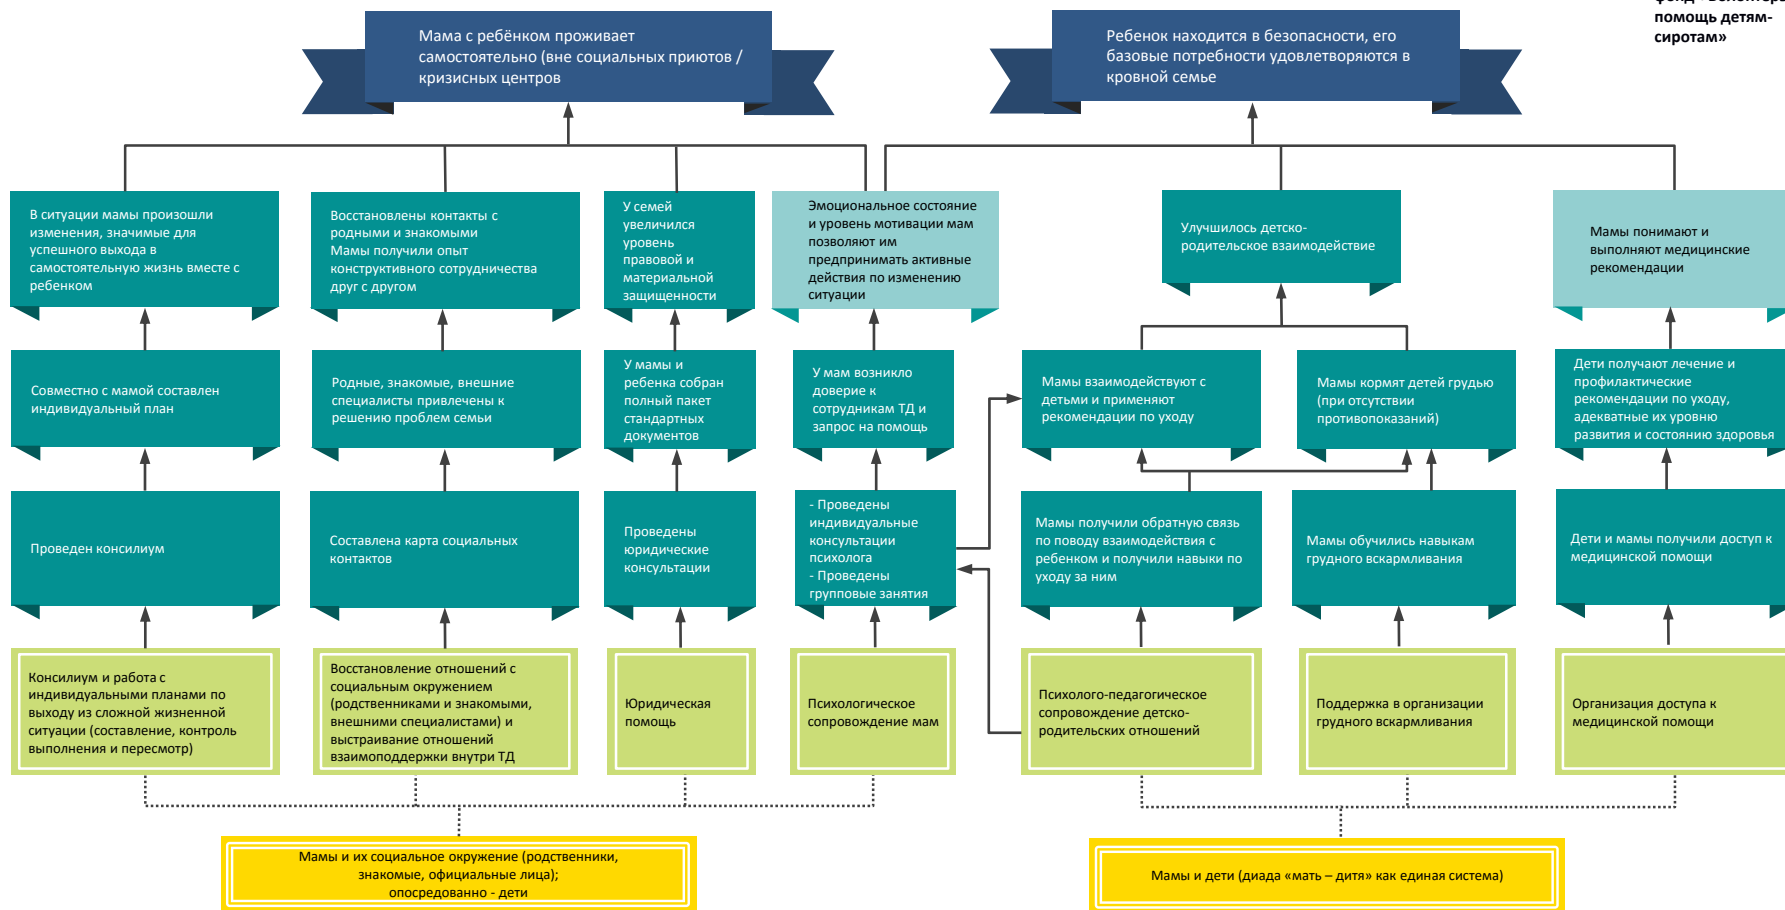 помощь детям-
сиротам»
Мама с ребёнком проживает
самостоятельно (вне социальных приютов /
кризисных центров
Ребенок находится в безопасности, его
базовые потребности удовлетворяются в
кровной семье
В ситуации мамы произошли
изменения, значимые для
успешного выхода в
самостоятельную жизнь вместе с
ребенком
Восстановлены контакты с
родными и знакомыми
Мамы получили опыт
конструктивного сотрудничества
друг с другом
У семей
увеличился
уровень
правовой и
материальной
защищенности
Эмоциональное состояние
и уровень мотивации мам
позволяют им
предпринимать активные
действия по изменению
ситуации
Улучшилось детско-
родительское взаимодействие
Мамы понимают и
выполняют медицинские
рекомендации
Совместно с мамой составлен
индивидуальный план
Родные, знакомые, внешние
специалисты привлечены к
решению проблем семьи
У мамы и
ребенка собран
полный пакет
стандартных
документов
У мам возникло
доверие к
сотрудникам ТД и
запрос на помощь
Мамы взаимодействуют с
детьми и применяют
рекомендации по уходу
Мамы кормят детей грудью
(при отсутствии
противопоказаний)
Дети получают лечение и
профилактические
рекомендации по уходу,
адекватные их уровню
развития и состоянию здоровья
Проведен консилиум
Составлена карта социальных
контактов
Проведены
юридические
консультации
- Проведены
индивидуальные
консультации
психолога
- Проведены
групповые занятия
Мамы получили обратную связь
по поводу взаимодействия с
ребенком и получили навыки по
уходу за ним
Мамы обучились навыкам
грудного вскармливания
Дети и мамы получили доступ к
медицинской помощи
Консилиум и работа с
индивидуальными планами по
выходу из сложной жизненной
ситуации (составление, контроль
выполнения и пересмотр)
Восстановление отношений с
социальным окружением
(родственниками и знакомыми,
внешними специалистами) и
выстраивание отношений
взаимоподдержки внутри ТД
Юридическая
помощь
Психологическое
сопровождение мам
Психолого-педагогическое
сопровождение детско-
родительских отношений
Поддержка в организации
грудного вскармливания
Организация доступа к
медицинской помощи
Мамы и их социальное окружение (родственники,
знакомые, официальные лица);
опосредованно - дети
Мамы и дети (диада «мать – дитя» как единая система)